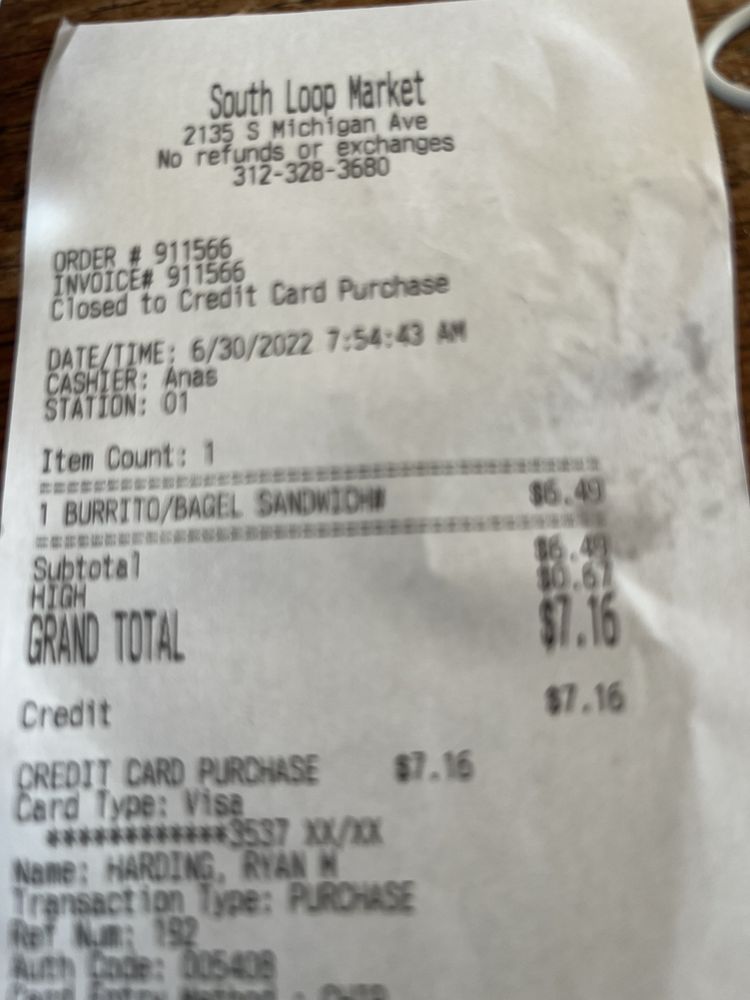 South Loop Market
2135 S Michigan Ave
No refunds or exchanges
312-328-3680
ORDER # 911566
INVOICE# 911566
Closed to Credit Card Purchase
DATE/TIME: 6/30/2022 7:54:43 AM
CASHIER: Anas
STATION: 01
Item Count: 1
1 BURRITO/BAGEL SANDWICH# $6.49
Subtotal $6.49
HIGH $0.67
GRAND TOTAL $7.16
Credit $7.16
CREDIT CARD PURCHASE $7.16
Card Type: Visa
************3537 XX/XX
Name: HARDING, RYAN M
Transaction Type: PURCHASE
Ref Num: 192
Auth Code: 005408
Card Entry Method : CHIP